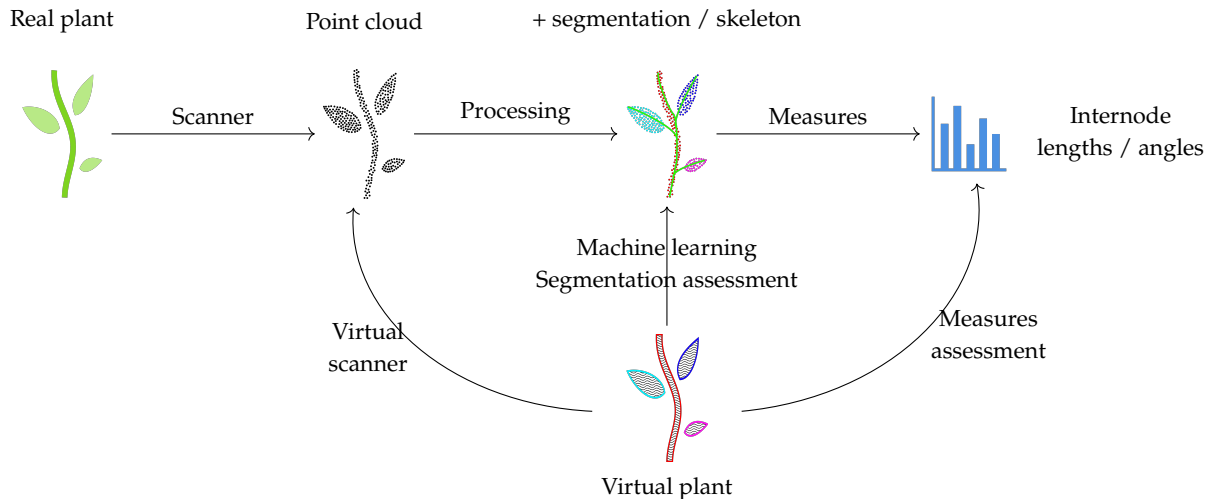 Real plant
Point cloud
+ segmentation / skeleton
Scanner
Processing
Measures
Internode
lengths / angles
Machine learning
Segmentation assessment
Virtual
scanner
Measures
assessment
Virtual plant